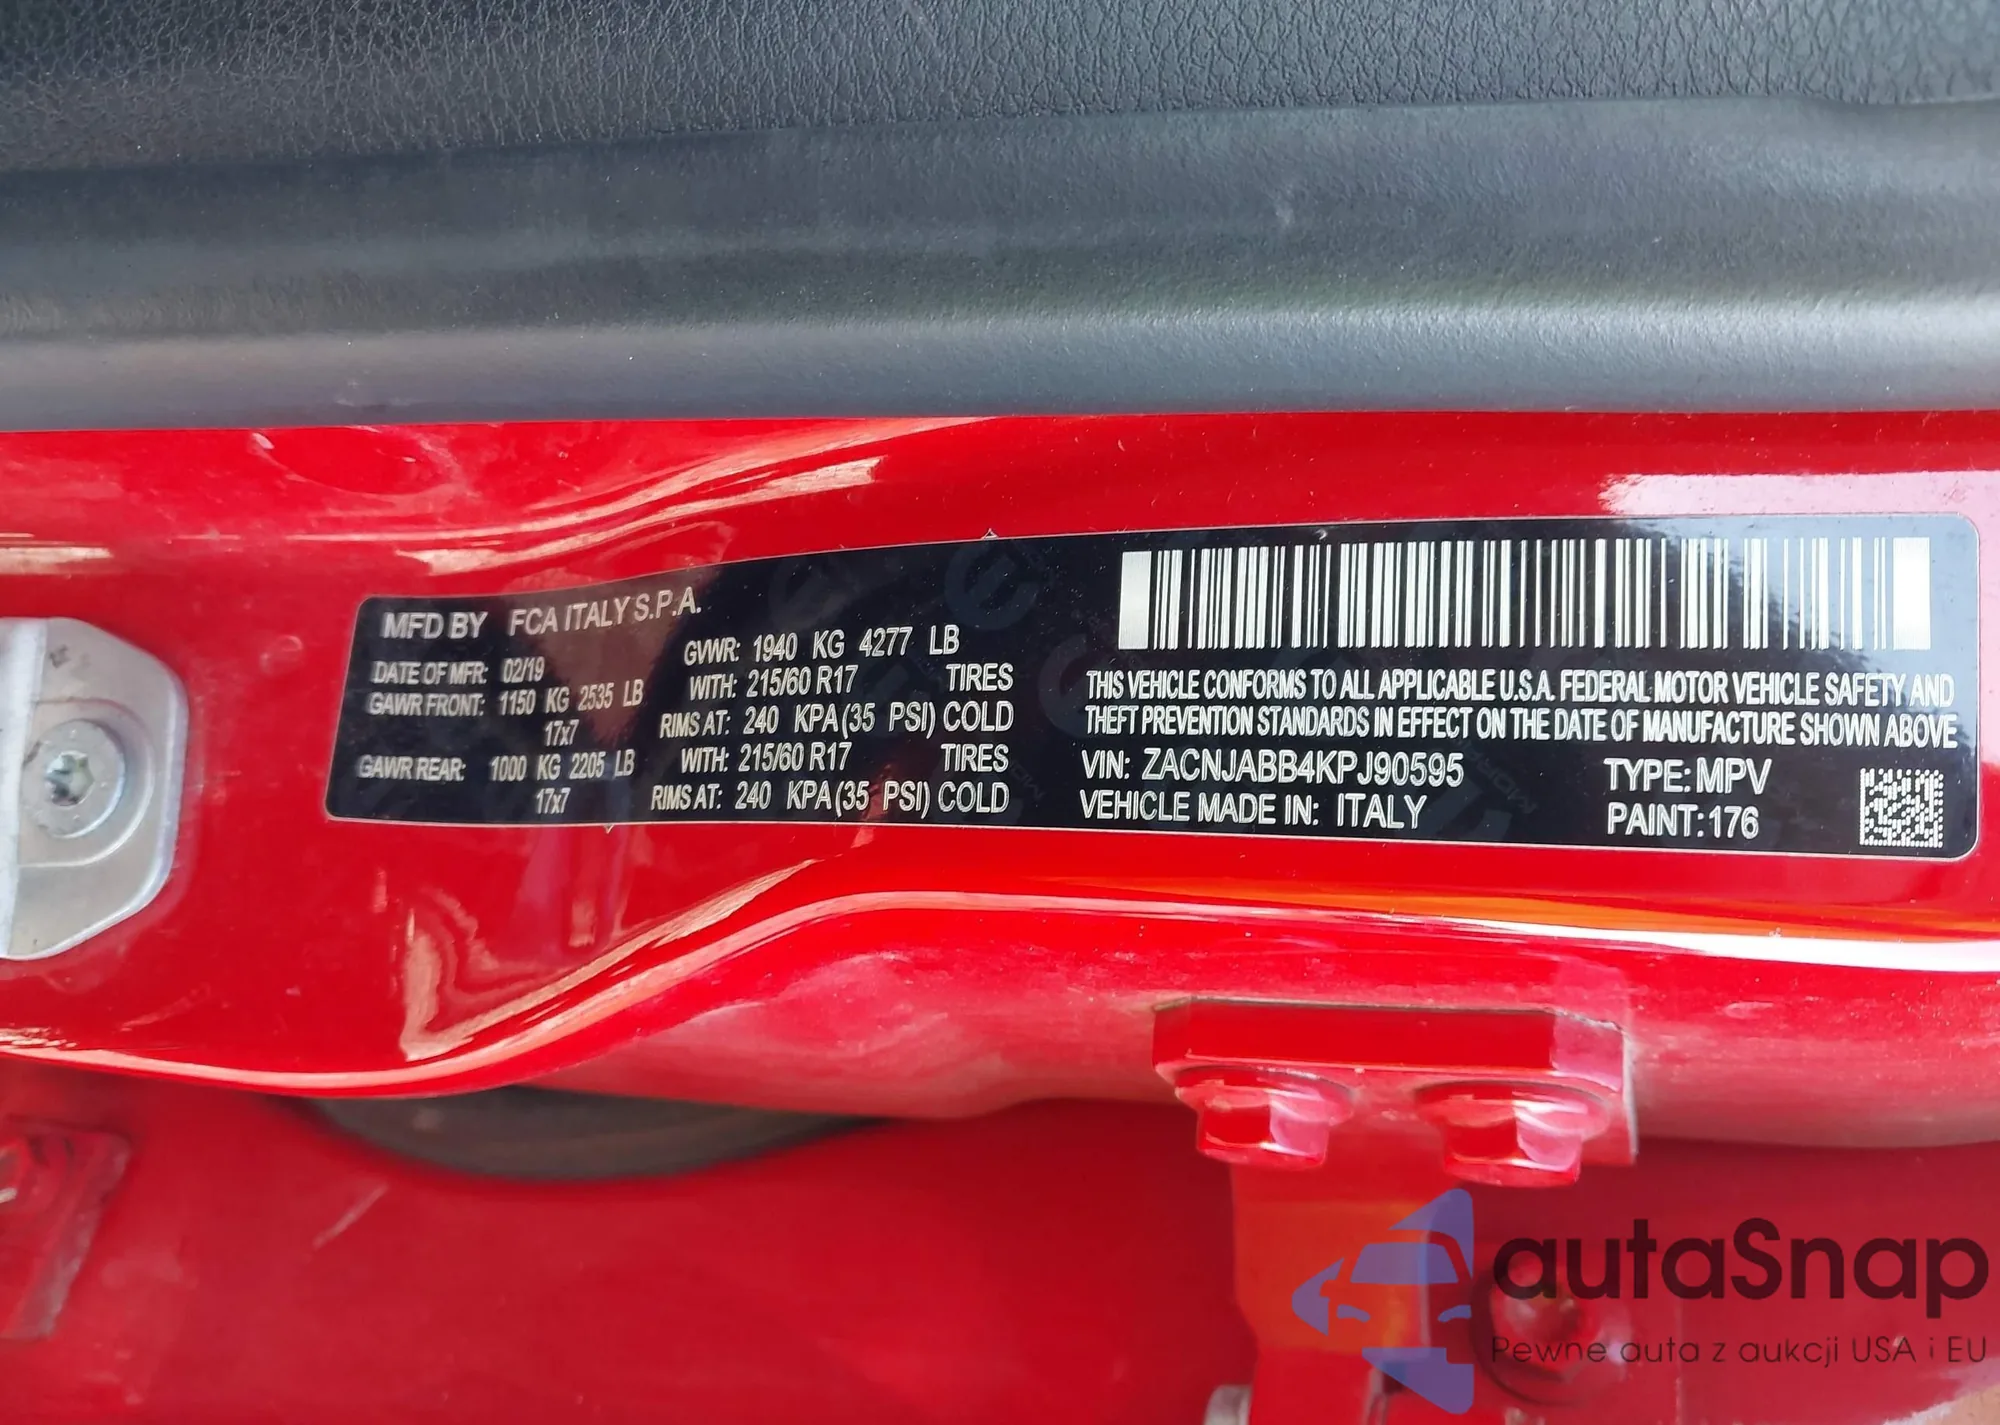 MFD BY FCA ITALY S.P.A.
DATE OF MFR: 02/19 GVWR: 1940 KG 4277 LB
GAWR FRONT: 1150 KG 2535 LB WITH: 215/60 R17 TIRES
17x7 RIMS AT: 240 KPA (35 PSI) COLD
GAWR REAR: 1000 KG 2205 LB WITH: 215/60 R17 TIRES
17x7 RIMS AT: 240 KPA (35 PSI) COLD
THIS VEHICLE CONFORMS TO ALL APPLICABLE U.S.A. FEDERAL MOTOR VEHICLE SAFETY AND
THEFT PREVENTION STANDARDS IN EFFECT ON THE DATE OF MANUFACTURE SHOWN ABOVE
VIN: ZACNJABB4KPJ90595 TYPE: MPV
VEHICLE MADE IN: ITALY PAINT: 176
autaSnap
Pewne auta z aukcji USA i EU